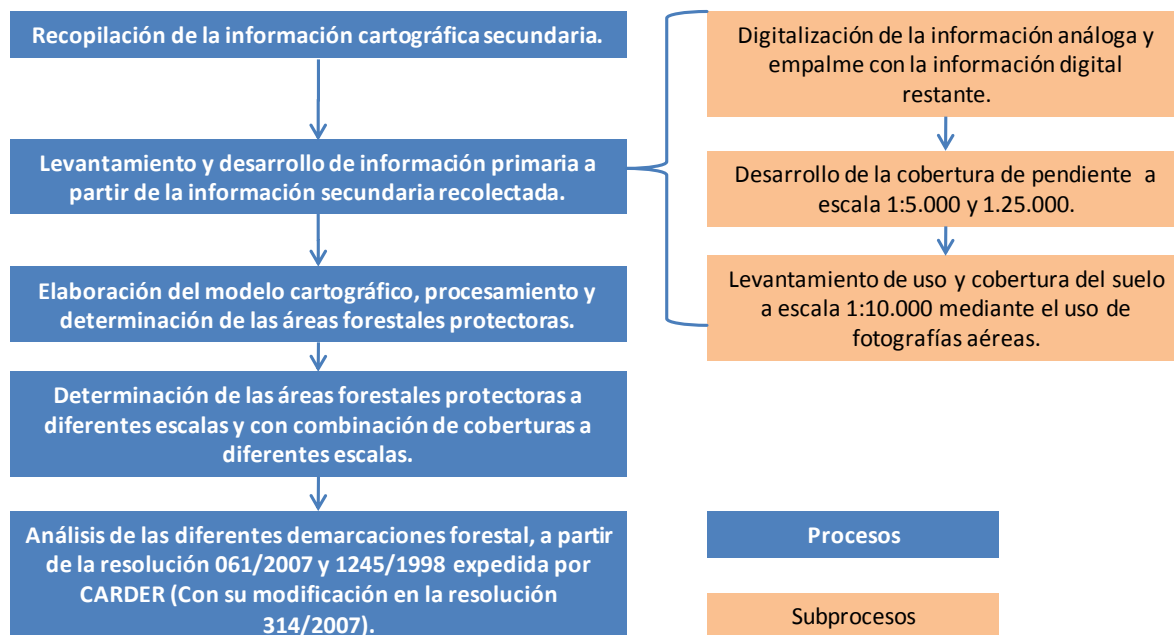 Recopilación de la información cartográfica secundaria.
Levantamiento y desarrollo de información primaria a
partir de la información secundaria recolectada.
Elaboración del modelo cartográfico, procesamiento y
determinación de las áreas forestales protectoras.
Determinación de las áreas forestales protectoras a
diferentes escalas y con combinación de coberturas a
diferentes escalas.
Análisis de las diferentes demarcaciones forestal, a partir
de la resolución 061/2007 y 1245/1998 expedida por
CARDER (Con su modificación en la resolución
314/2007).
Digitalización de la información análoga y
empalme con la información digital
restante.
Desarrollo de la cobertura de pendiente a
escala 1:5.000 y 1.25.000.
Levantamiento de uso y cobertura del suelo
a escala 1:10.000 mediante el uso de
fotografías aéreas.
Procesos
Subprocesos